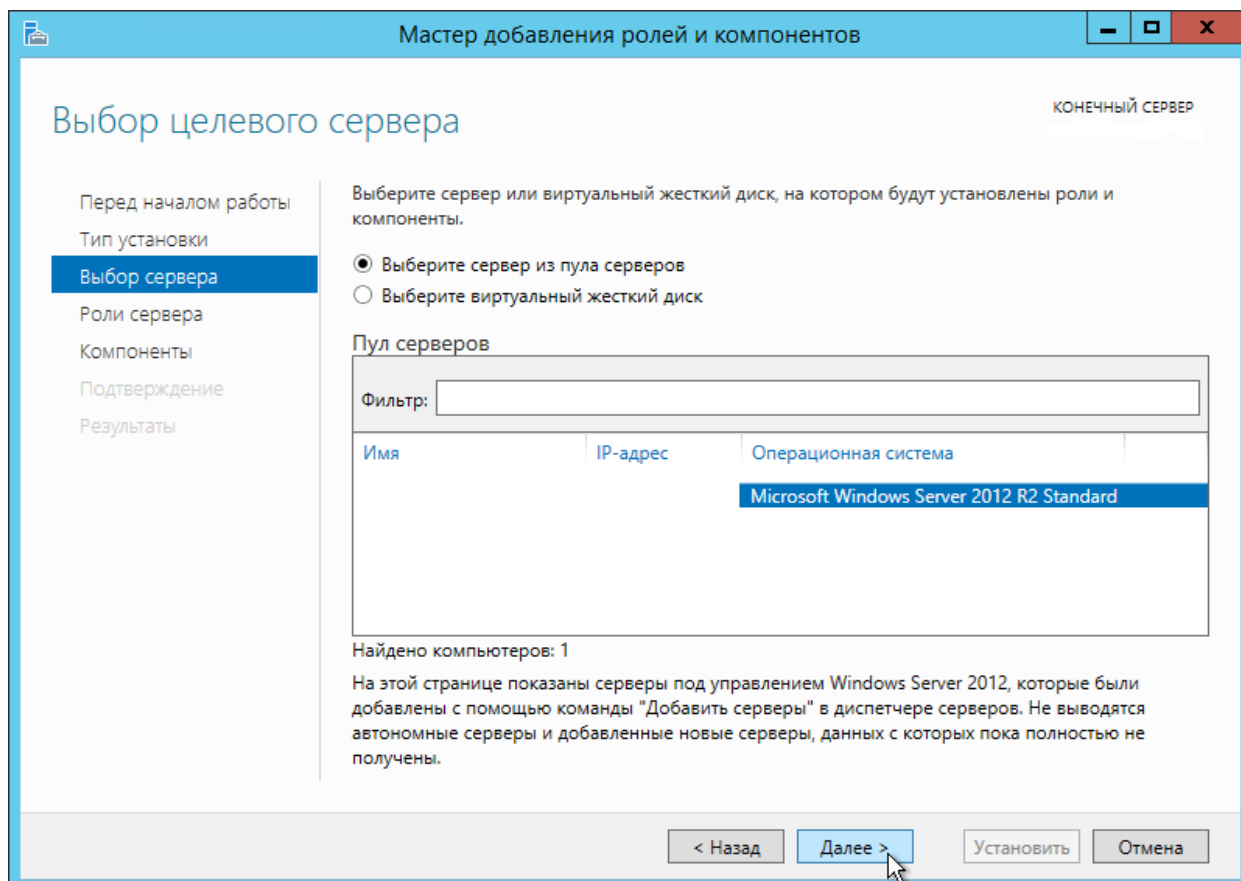 Мастер добавления ролей и компонентов
Выбор целевого сервера
КОНЕЧНЫЙ СЕРВЕР
Перед началом работы
Тип установки
Выбор сервера
Роли сервера
Компоненты
Подтверждение
Результаты
Выберите сервер или виртуальный жесткий диск, на котором будут установлены роли и
компоненты.
Выберите сервер из пула серверов
Выберите виртуальный жесткий диск
Пул серверов
Фильтр:
Имя IP-адрес Операционная система
Microsoft Windows Server 2012 R2 Standard
Найдено компьютеров: 1
На этой странице показаны серверы под управлением Windows Server 2012, которые были
добавлены с помощью команды "Добавить серверы" в диспетчере серверов. Не выводятся
автономные серверы и добавленные новые серверы, данных с которых пока полностью не
получены.
< Назад Далее > Установить Отмена